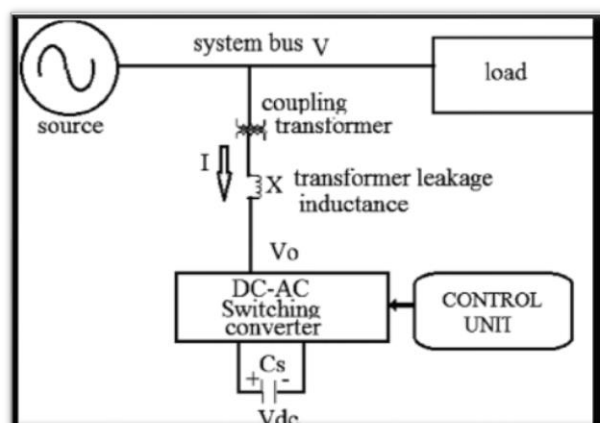 system bus V
source
load
coupling
transformer
I
X transformer leakage
inductance
Vo
DC-AC
Switching
converter
CONTROL
UNIT
Cs
+ -
Vdc